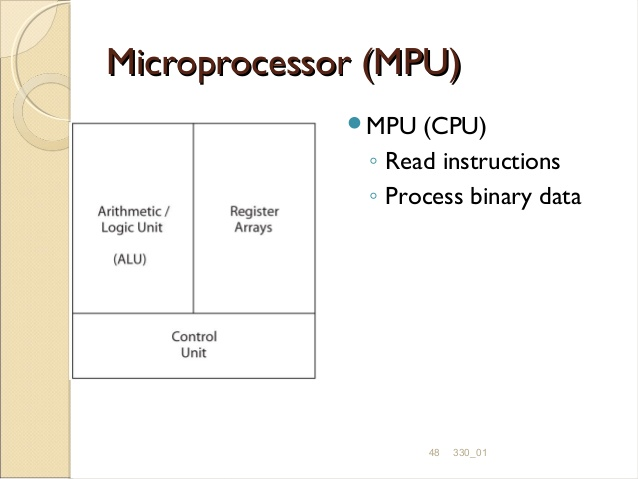 Microprocessor (MPU)
MPU (CPU)
◦ Read instructions
◦ Process binary data
Arithmetic /
Logic Unit
(ALU)
Register
Arrays
Control
Unit
48 330_01